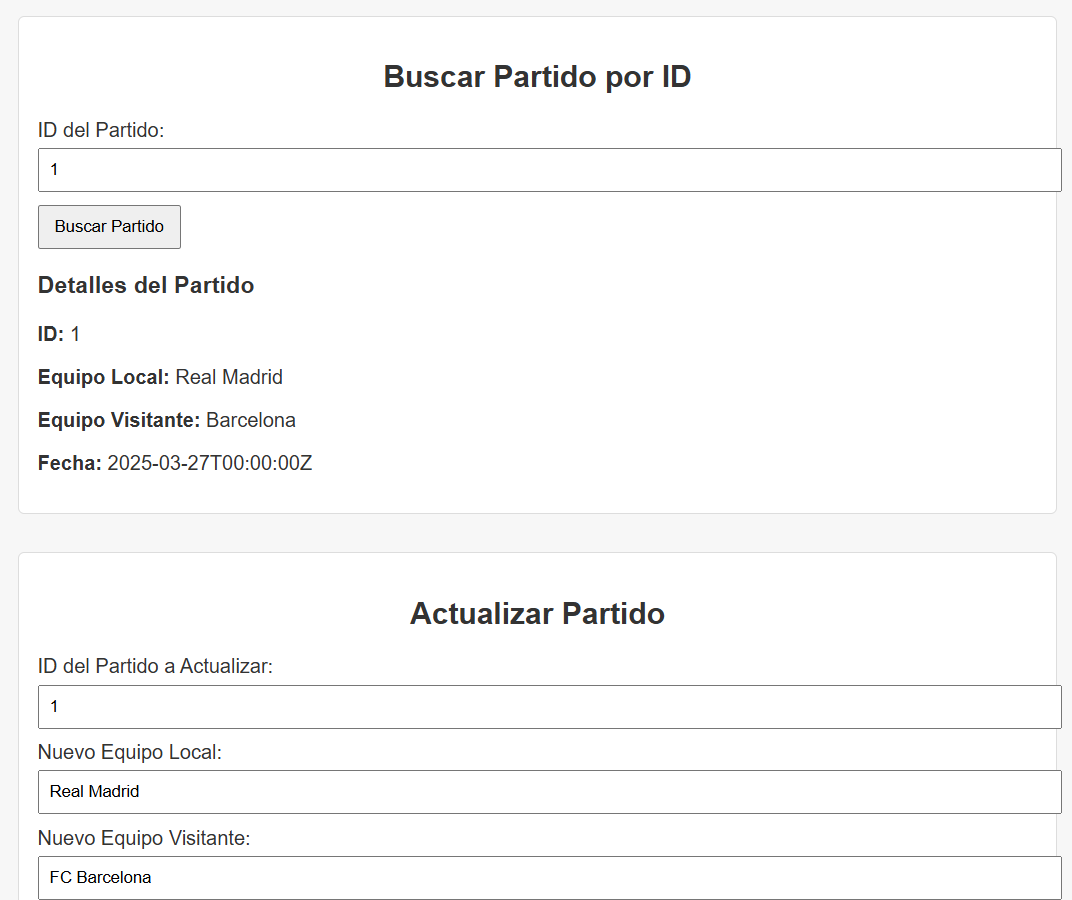 Buscar Partido por ID
ID del Partido:
1
Buscar Partido
Detalles del Partido
ID: 1
Equipo Local: Real Madrid
Equipo Visitante: Barcelona
Fecha: 2025-03-27T00:00:00Z
Actualizar Partido
ID del Partido a Actualizar:
1
Nuevo Equipo Local:
Real Madrid
Nuevo Equipo Visitante:
FC Barcelona